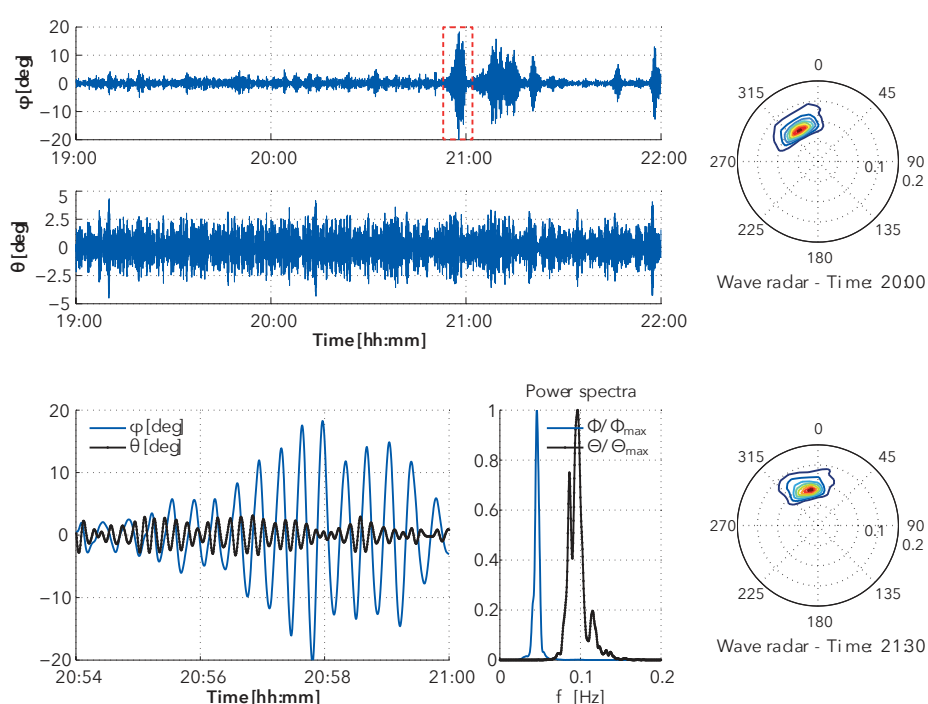 20
10
0
−10
−20
φ [deg]
19:00 20:00 21:00 22:00
5
2.5
0
−2.5
−5
θ [deg]
19:00 20:00 21:00 22:00
Time [hh:mm]
0
45
90
135
180
225
270
315
0.1
0.2
Wave radar - Time: 20:00
20
10
0
−10
−20
φ [deg]
θ [deg]
20:54 20:56 20:58 21:00
Time [hh:mm]
Power spectra
1
0.8
0.6
0.4
0.2
0
Φ/Φmax
Θ/Θmax
0 0.1 0.2
f [Hz]
0
45
90
135
180
225
270
315
0.1
0.2
Wave radar - Time: 21:30